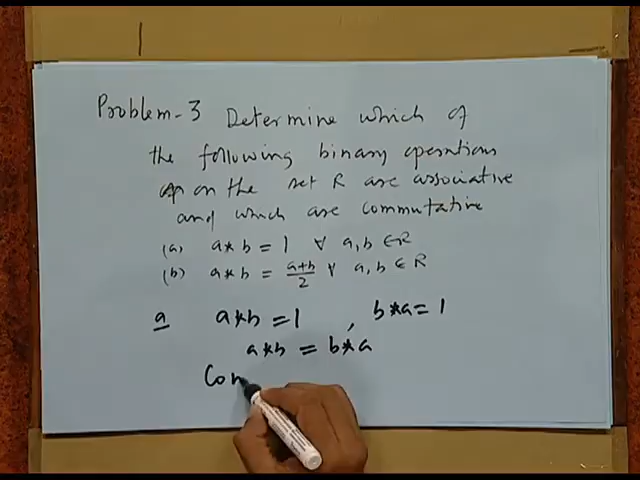 Problem-3 Determine which of
the following binary operations
on the set R are associative
and which are commutative
(a) a*b = 1 ∀ a,b ∈ R
(b) a*b = (a+b)/2 ∀ a, b ∈ R
a a*b = 1 , b*a = 1
a*b = b*a
Com